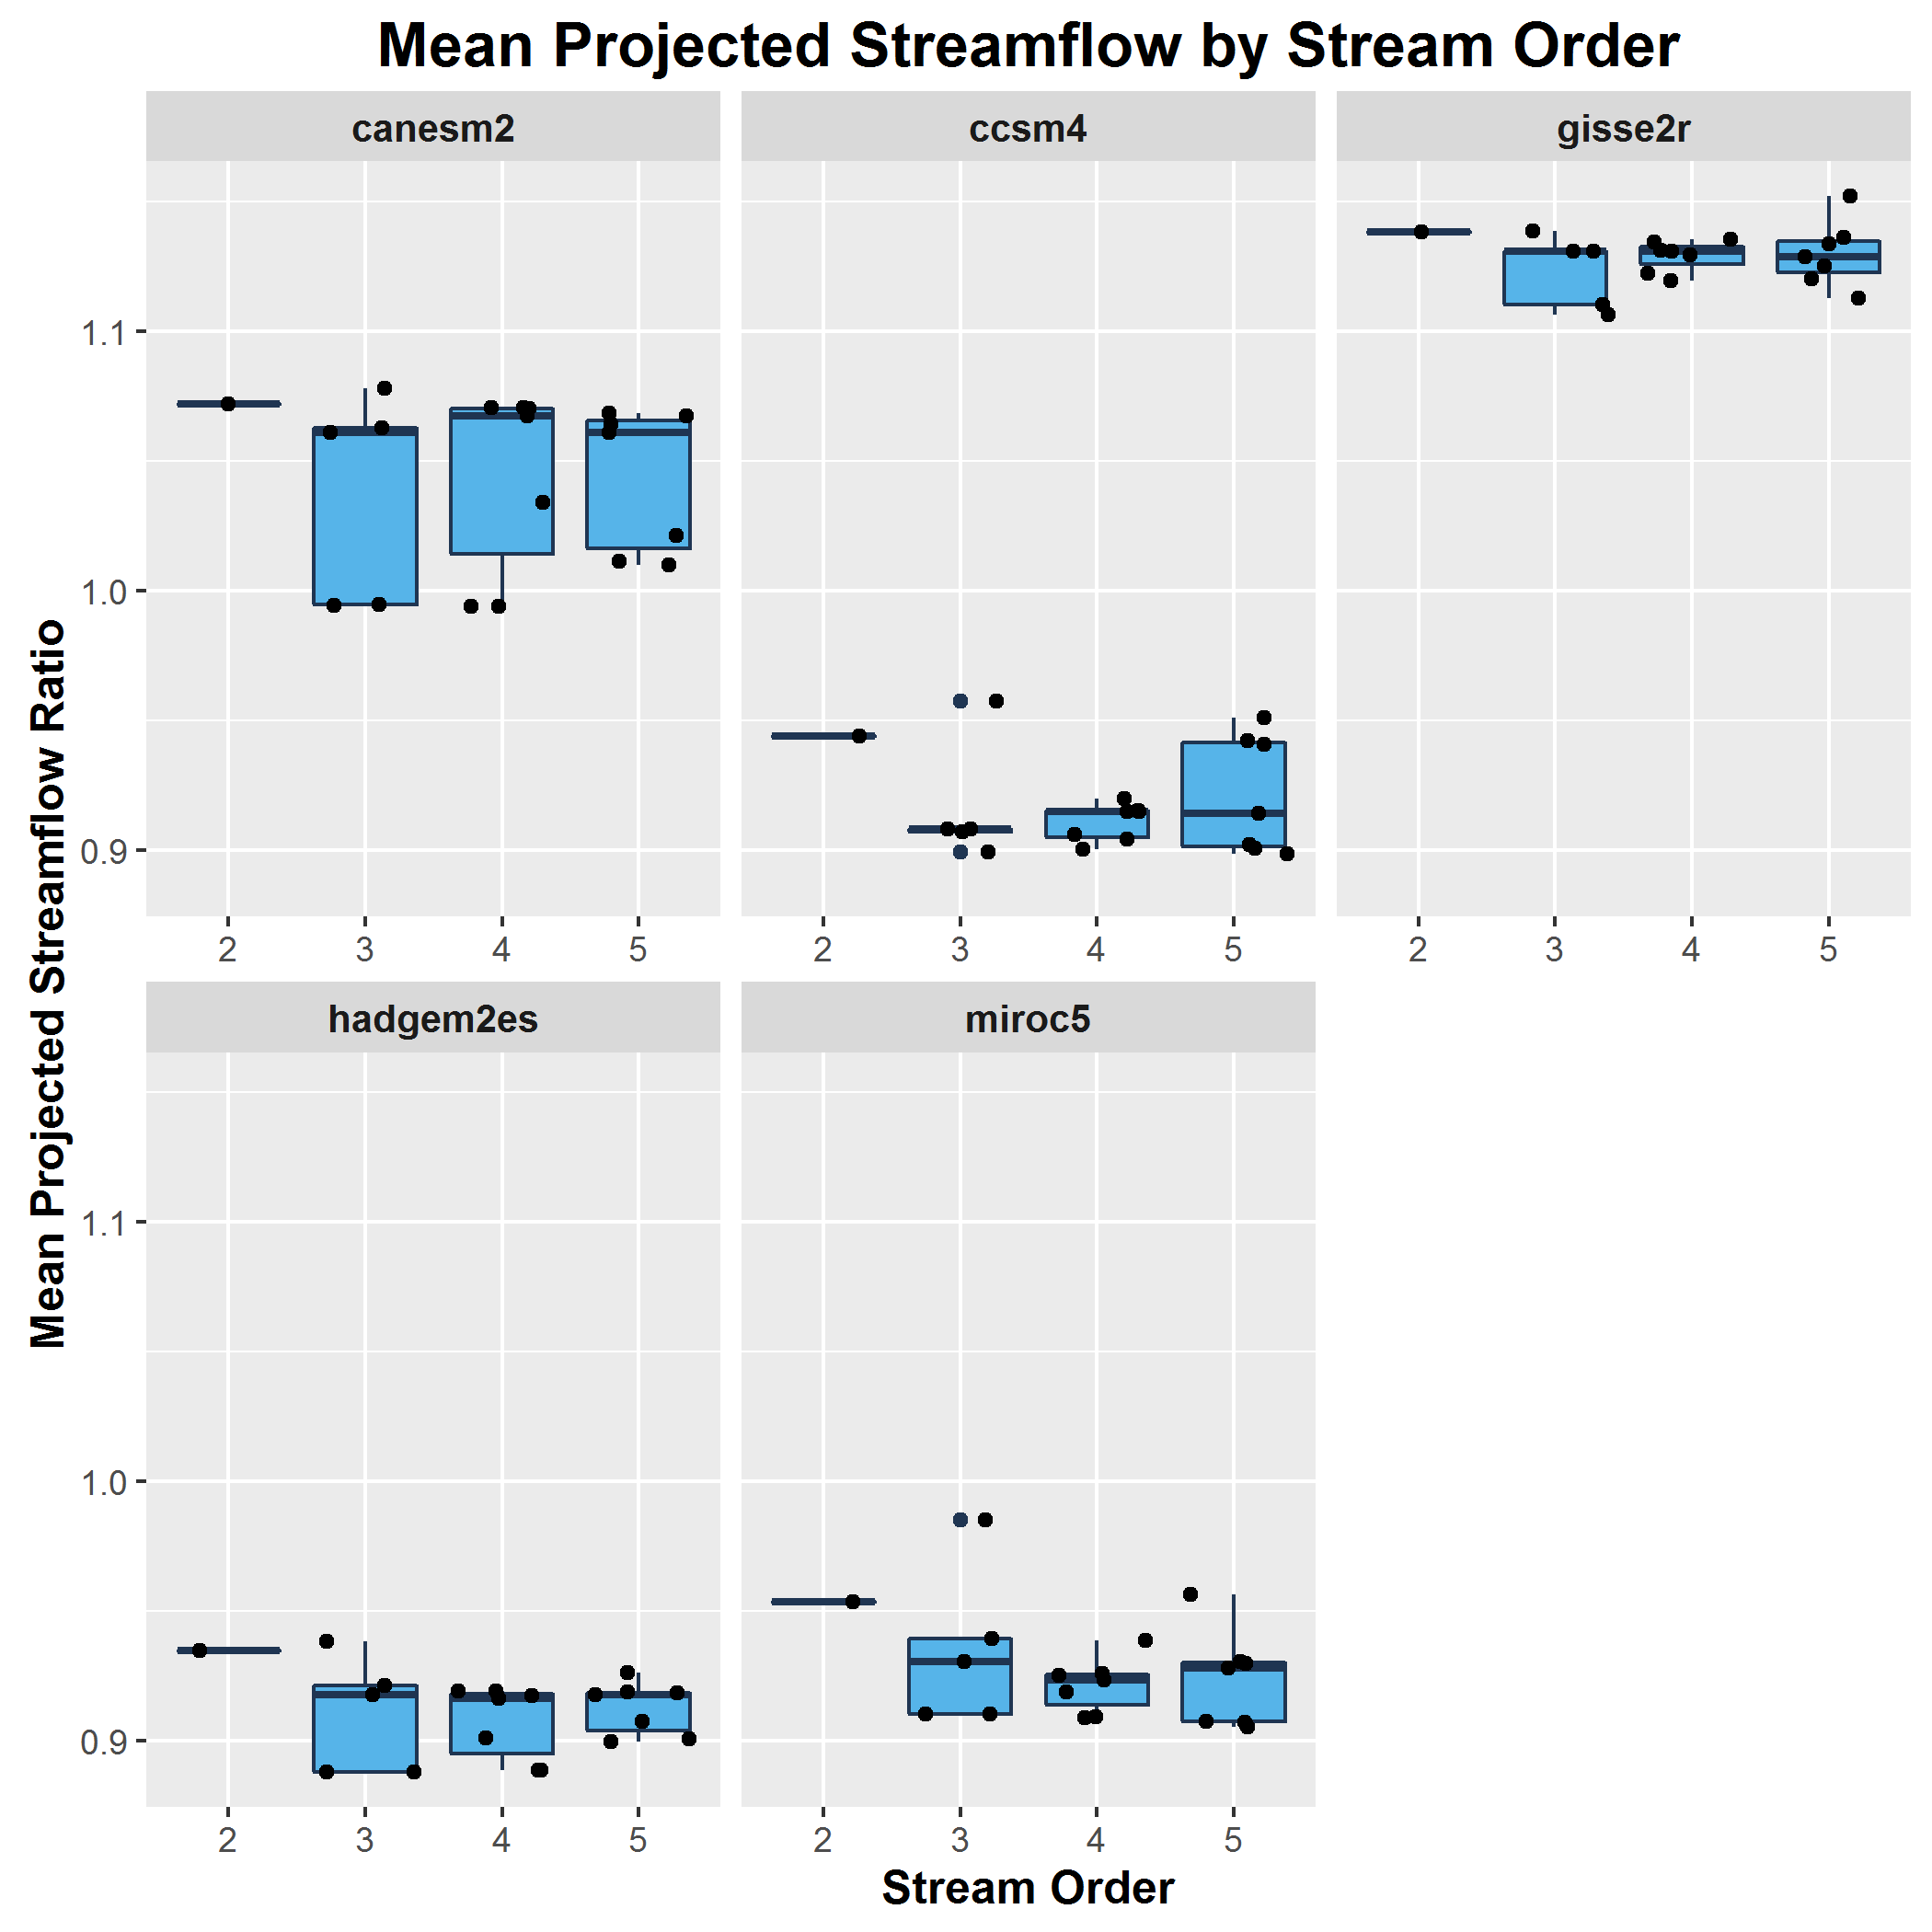 Mean Projected Streamflow by Stream Order
canesm2
ccsm4
gisse2r
1.1
1.0
0.9
2 3 4 5
2 3 4 5
2 3 4 5
Mean Projected Streamflow Ratio
hadgem2es
miroc5
1.1
1.0
0.9
2 3 4 5
2 3 4 5
Stream Order